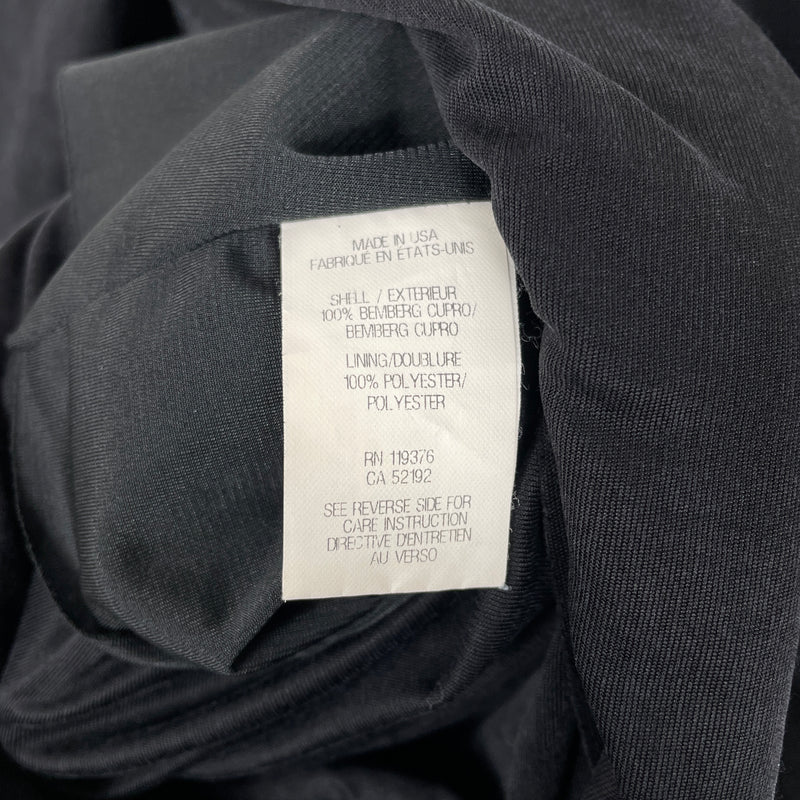 MADE IN USA
FABRIQUÉ EN ÉTATS-UNIS
SHELL / EXTERIEUR
100% BEMBERG CUPRO/
BEMBERG CUPRO
LINING/DOUBLURE
100% POLYESTER/
POLYESTER
RN 119376
CA 52192
SEE REVERSE SIDE FOR
CARE INSTRUCTION
DIRECTIVE D'ENTRETIEN
AU VERSO